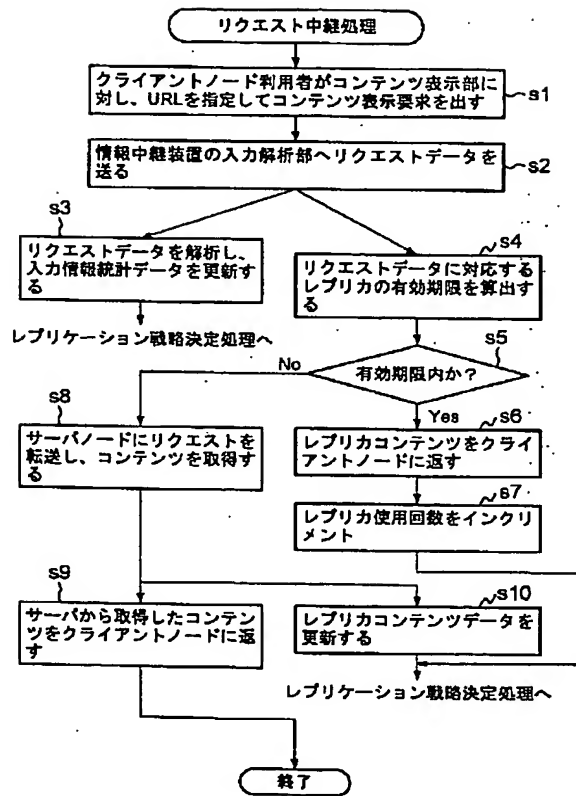 リクエスト中継処理
クライアントノード利用者がコンテンツ表示部に
対し、URLを指定してコンテンツ表示要求を出す
s1
情報中継装置の入力解析部へリクエストデータを
送る
s2
s3
リクエストデータを解析し、
入力情報統計データを更新す
る
レプリケーション戦略決定処理へ
s4
リクエストデータに対応する
レプリカの有効期限を算出す
る
s5
有効期限内か？
No
Yes
s8
サーバノードにリクエストを
転送し、コンテンツを取得す
る
s6
レプリカコンテンツをクライ
アントノードに返す
s7
レプリカ使用回数をインクリ
メント
s9
サーバから取得したコンテン
ツをクライアントノードに返
す
s10
レプリカコンテンツデータを
更新する
レプリケーション戦略決定処理へ
終了